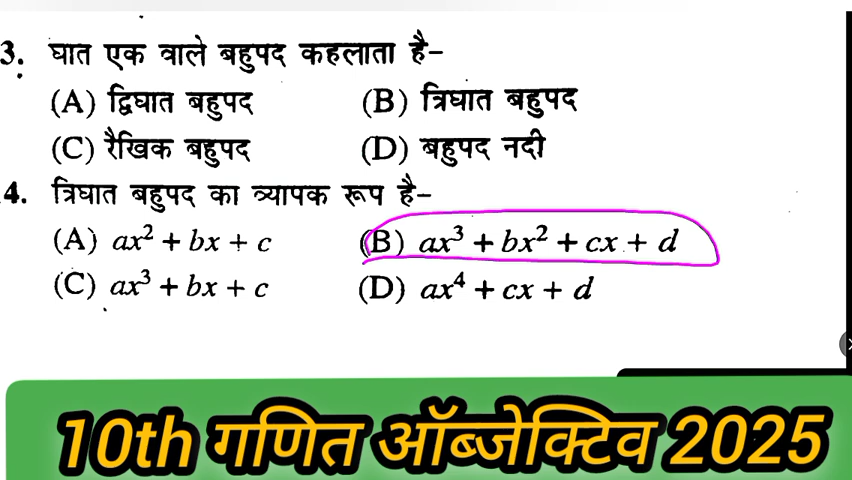 3. घात एक वाले बहुपद कहलाता है-
(A) द्विघात बहुपद (B) त्रिघात बहुपद
(C) रैखिक बहुपद (D) बहुपद नदी
4. त्रिघात बहुपद का व्यापक रूप है-
(A) ax² + bx + c (B) ax³ + bx² + cx + d
(C) ax³ + bx + c (D) ax⁴ + cx + d
10th गणित ऑब्जेक्टिव 2025